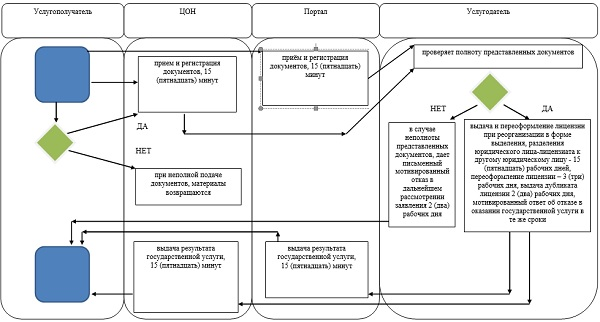 Услугополучатель
ЦОН
Портал
Услугодатель
прием и регистрация
документов, 15
(пятнадцать) минут
приём и регистрация
документов, 15 (пятнадцать)
минут
проверяет полноту представленных документов
НЕТ
ДА
ДА
НЕТ
при неполной подаче
документов, материалы
возвращаются
в случае
неполноты
представленных
документов, дает
письменный
мотивированный
отказ в
дальнейшем
рассмотрении
заявления 2 (два)
рабочих дня
выдача и переоформление лицензии
при реорганизации в форме
выделения, разделения
юридического лица-лицензиата к
другому юридическому лицу - 15
(пятнадцать) рабочих дней,
переоформление лицензии – 3 (три)
рабочих дня, выдача дубликата
лицензии 2 (два) рабочих дня,
мотивированный ответ об отказе в
оказании государственной услуги в
те же сроки
выдача результата
государственной услуги,
15 (пятнадцать) минут
выдача результата
государственной услуги,
15 (пятнадцать) минут